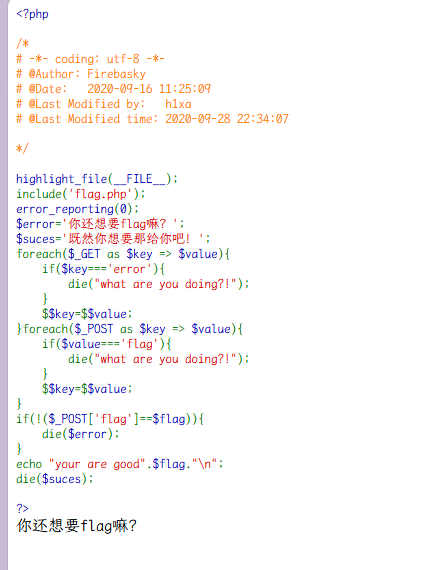 <?php
/*
# -*- coding: utf-8 -*-
# @Author: Firebasky
# @Date:   2020-09-16 11:25:09
# @Last Modified by:   h1xa
# @Last Modified time: 2020-09-28 22:34:07
*/
highlight_file(__FILE__);
include('flag.php');
error_reporting(0);
$error='你还想要flag嘛？';
$suces='既然你想要那给你吧！';
foreach($_GET as $key => $value){
    if($key==='error'){
        die("what are you doing?!");
    }
    $$key=$$value;
}foreach($_POST as $key => $value){
    if($value==='flag'){
        die("what are you doing?!");
    }
    $$key=$$value;
}
if(!($_POST['flag']==$flag)){
    die($error);
}
echo "your are good".$flag."\n";
die($suces);
?>
你还想要flag嘛？